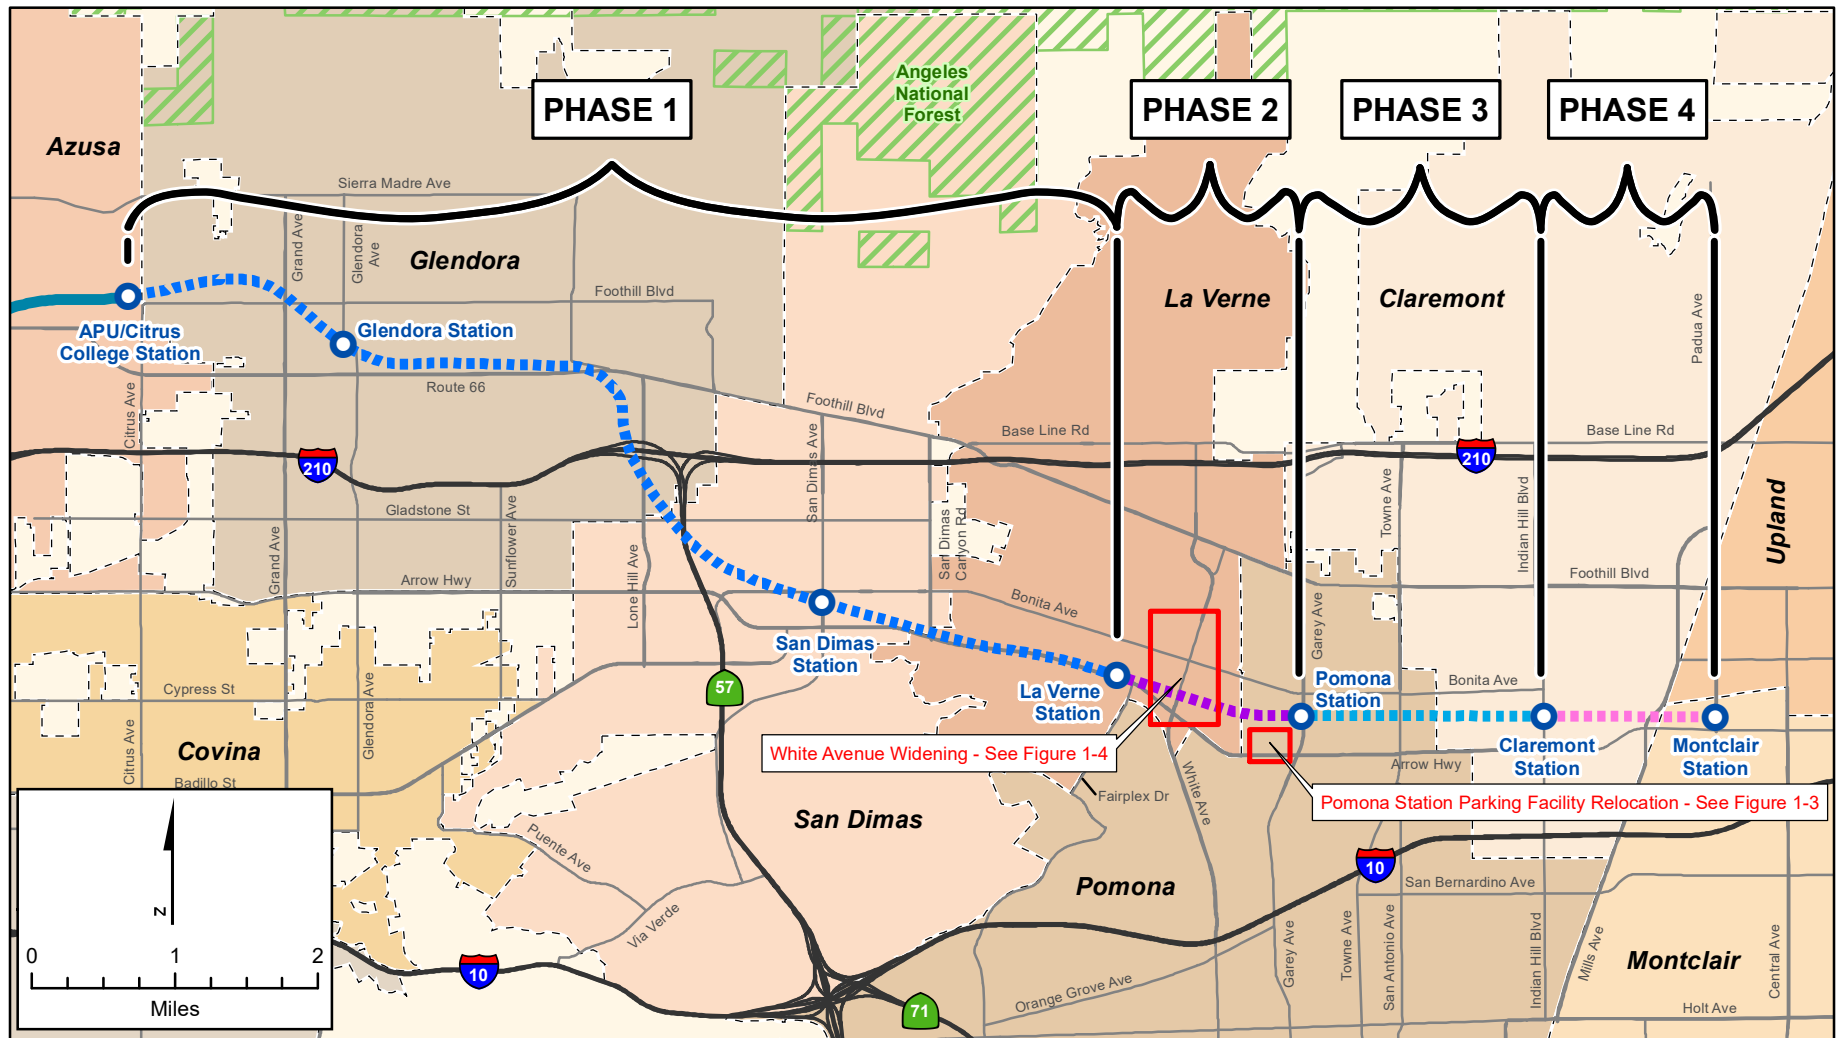 Angeles
National
Forest
PHASE 1
PHASE 2
PHASE 3
PHASE 4
Azusa
Sierra Madre Ave
Grand Ave
Glendora
Ave
Glendora
Foothill Blvd
La Verne
Claremont
Padua Ave
APU/Citrus
College Station
Glendora Station
Route 66
Citrus Ave
Foothill Blvd
Base Line Rd
Base Line Rd
210
210
San Dimas Ave
Gladstone St
Sunflower Ave
Grand Ave
Lone Hill Ave
San Dimas
Canyon Rd
Towne Ave
Indian Hill Blvd
Upland
Arrow Hwy
Bonita Ave
Foothill Blvd
Garey Ave
San Dimas
Station
La Verne
Station
Pomona
Station
Bonita Ave
Cypress St
57
Glendora Ave
Covina
Citrus Ave
Badillo St
White Avenue Widening - See Figure 1-4
Claremont
Station
Montclair
Station
Arrow Hwy
Fairplex Dr
White Ave
Pomona Station Parking Facility Relocation - See Figure 1-3
San Dimas
Puente Ave
Pomona
10
San Bernardino Ave
Via Verde
Garey Ave
Towne Ave
San Antonio Ave
Indian Hill Blvd
Mills Ave
Montclair
Central Ave
10
Orange Grove Ave
71
Holt Ave
N
0
1
2
Miles